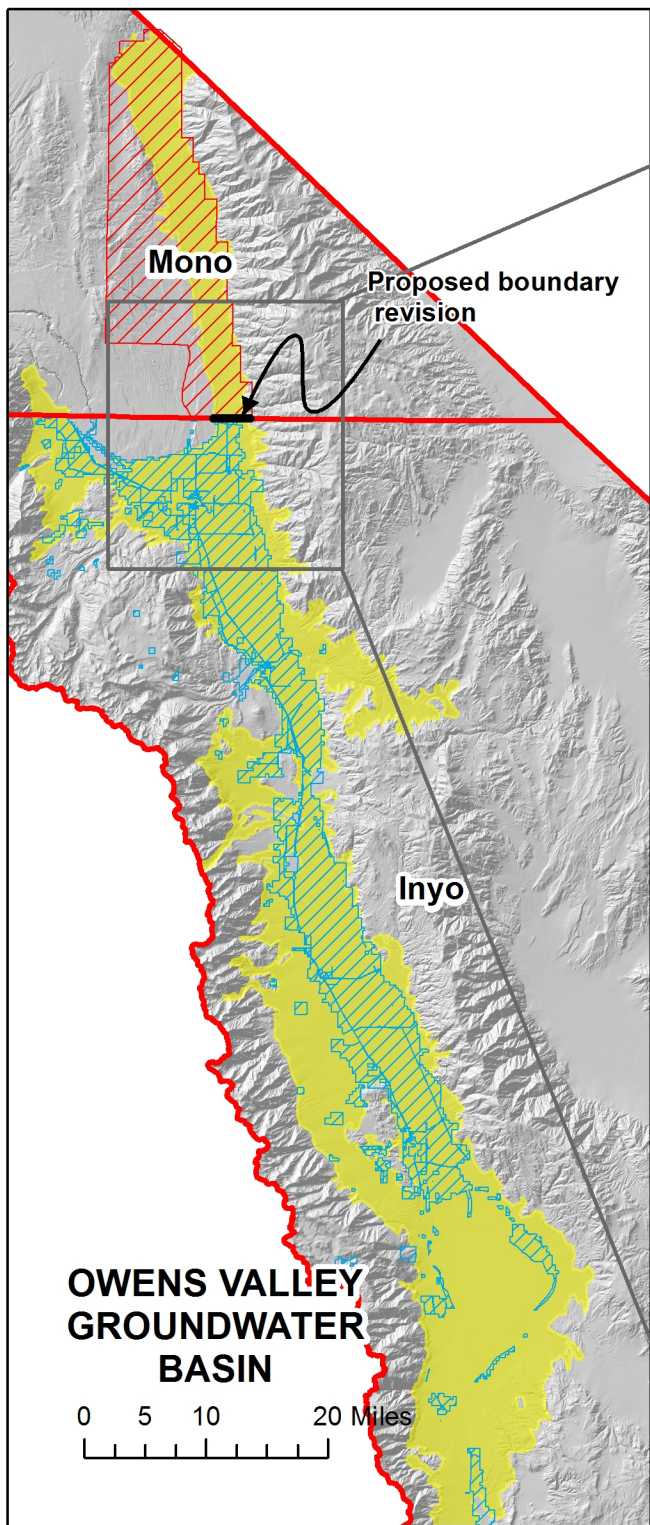 Mono
Proposed boundary
revision
Inyo
OWENS VALLEY
GROUNDWATER
BASIN
0 5 10 20 Miles